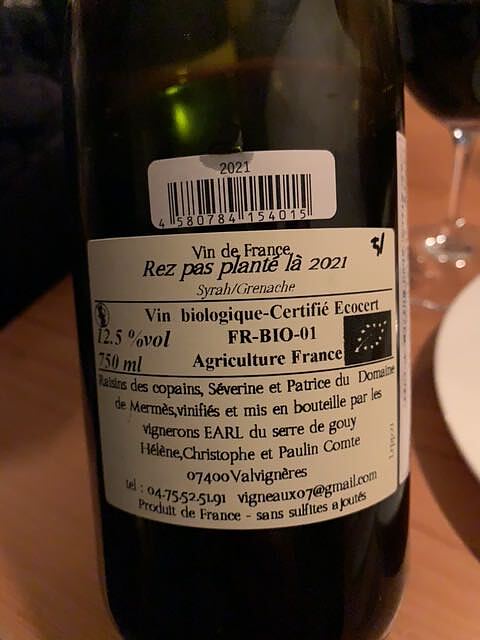 2021
4 580784 154015
Vin de France
Rez pas planté là 2021
Syrah/Grenache
Vin biologique-Certifié Ecocert
12.5 %vol
FR-BIO-01
750 ml
Agriculture France
Raisins des copains, Séverine et Patrice du Domaine
de Mermès,vinifiés et mis en bouteille par les
vignerons EARL du serre de gouy
Hélène,Christophe et Paulin Comte
07400 Valvignères
tel : 04.75.52.51.91 vigneaux07@gmail.com
Produit de France - sans sulfites ajoutés